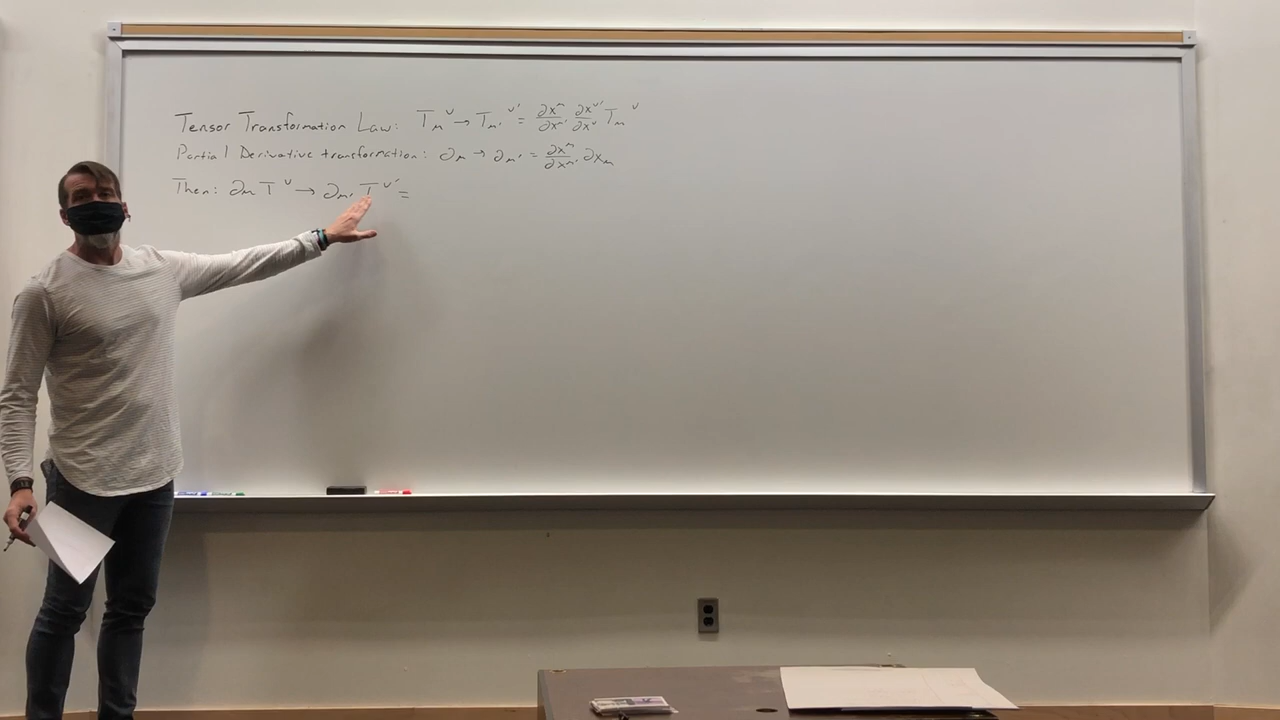 Tensor Transformation Law: T_μ^ν → T_μ'^ν' = ∂x^μ/∂x^μ' ∂x^ν'/∂x^ν T_μ^ν
Partial Derivative transformation: ∂_μ → ∂_μ' = ∂x^μ/∂x^μ' ∂x_μ
Then: ∂_μ T^ν → ∂_μ' T^ν' =